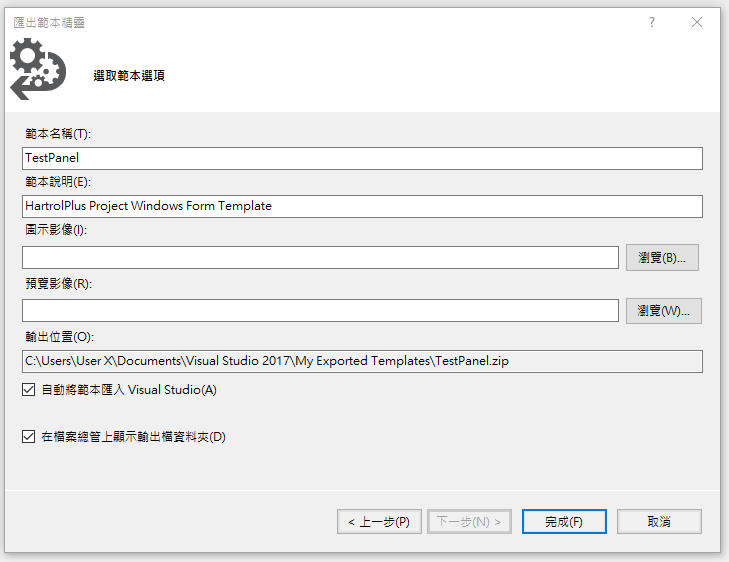 匯出範本精靈
?
選取範本選項
範本名稱(T):
TestPanel
範本說明(E):
HartrolPlus Project Windows Form Template
圖示影像(I):
瀏覽(B)...
預覽影像(R):
瀏覽(W)...
輸出位置(O):
C:\Users\User X\Documents\Visual Studio 2017\My Exported Templates\TestPanel.zip
自動將範本匯入 Visual Studio(A)
在檔案總管上顯示輸出檔資料夾(D)
< 上一步(P) 下一步(N) > 完成(F) 取消